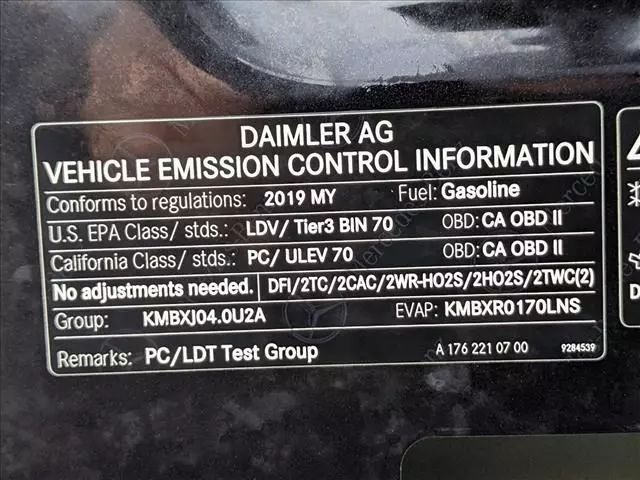 DAIMLER AG
VEHICLE EMISSION CONTROL INFORMATION
Conforms to regulations: 2019 MY Fuel: Gasoline
U.S. EPA Class/ stds.: LDV/ Tier3 BIN 70 OBD: CA OBD II
California Class/ stds.: PC/ ULEV 70 OBD: CA OBD II
No adjustments needed. DFI/2TC/2CAC/2WR-HO2S/2HO2S/2TWC(2)
Group: KMBXJ04.0U2A EVAP: KMBXR0170LNS
Remarks: PC/LDT Test Group A 176 221 07 00 9284539